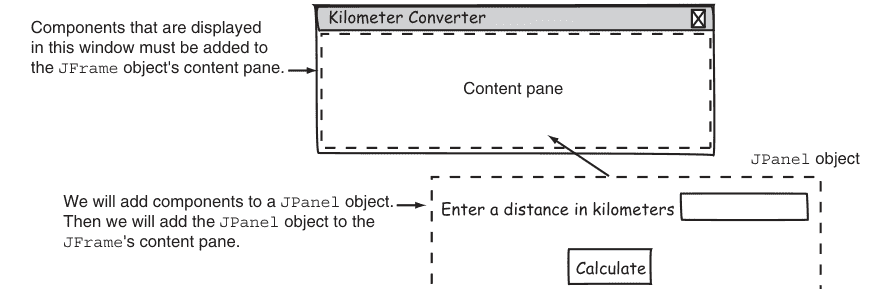 Components that are displayed
in this window must be added to
the JFrame object's content pane.
Kilometer Converter
Content pane
JPanel object
We will add components to a JPanel object.
Then we will add the JPanel object to the
JFrame's content pane.
Enter a distance in kilometers
Calculate